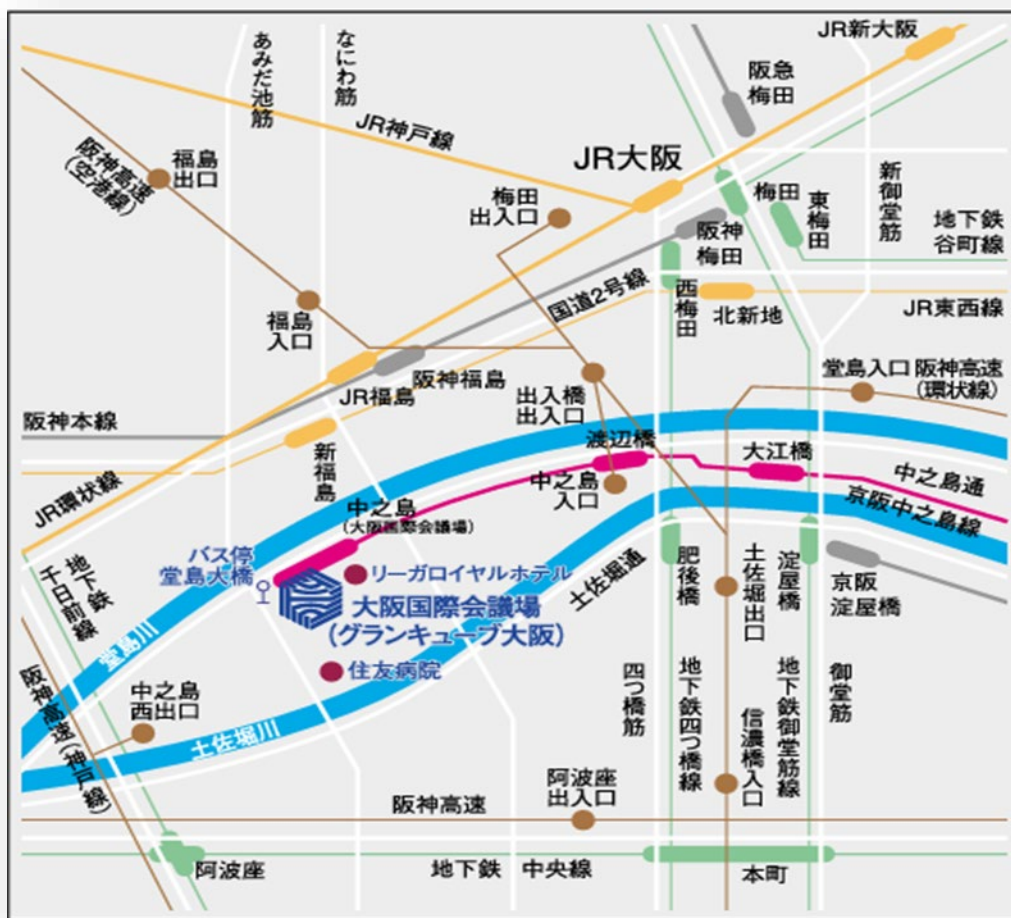 JR新大阪
あみだ池筋
なにわ筋
阪急
梅田
JR神戸線
JR大阪
阪神高速
(空港線)
福島
出口
梅田
出入口
梅田
東梅田
新御堂筋
地下鉄
谷町線
阪神
梅田
国道2号線
西梅田
北新地
JR東西線
福島
入口
阪神福島
JR福島
堂島入口
阪神高速
(環状線)
出入橋
出入口
阪神本線
新福島
渡辺橋
大江橋
中之島
入口
中之島通
京阪中之島線
JR環状線
中之島
(大阪国際会議場)
バス停
堂島大橋
リーガロイヤルホテル
大阪国際会議場
(グランキューブ大阪)
土佐堀通
肥後橋
土佐堀出口
淀屋橋
京阪
淀屋橋
地下鉄
千日前線
堂島川
住友病院
阪神高速(神戸線)
中之島
西出口
土佐堀川
四つ橋筋
地下鉄四つ橋線
信濃橋入口
地下鉄御堂筋線
御堂筋
阪神高速
阿波座
出入口
阿波座
地下鉄 中央線
本町